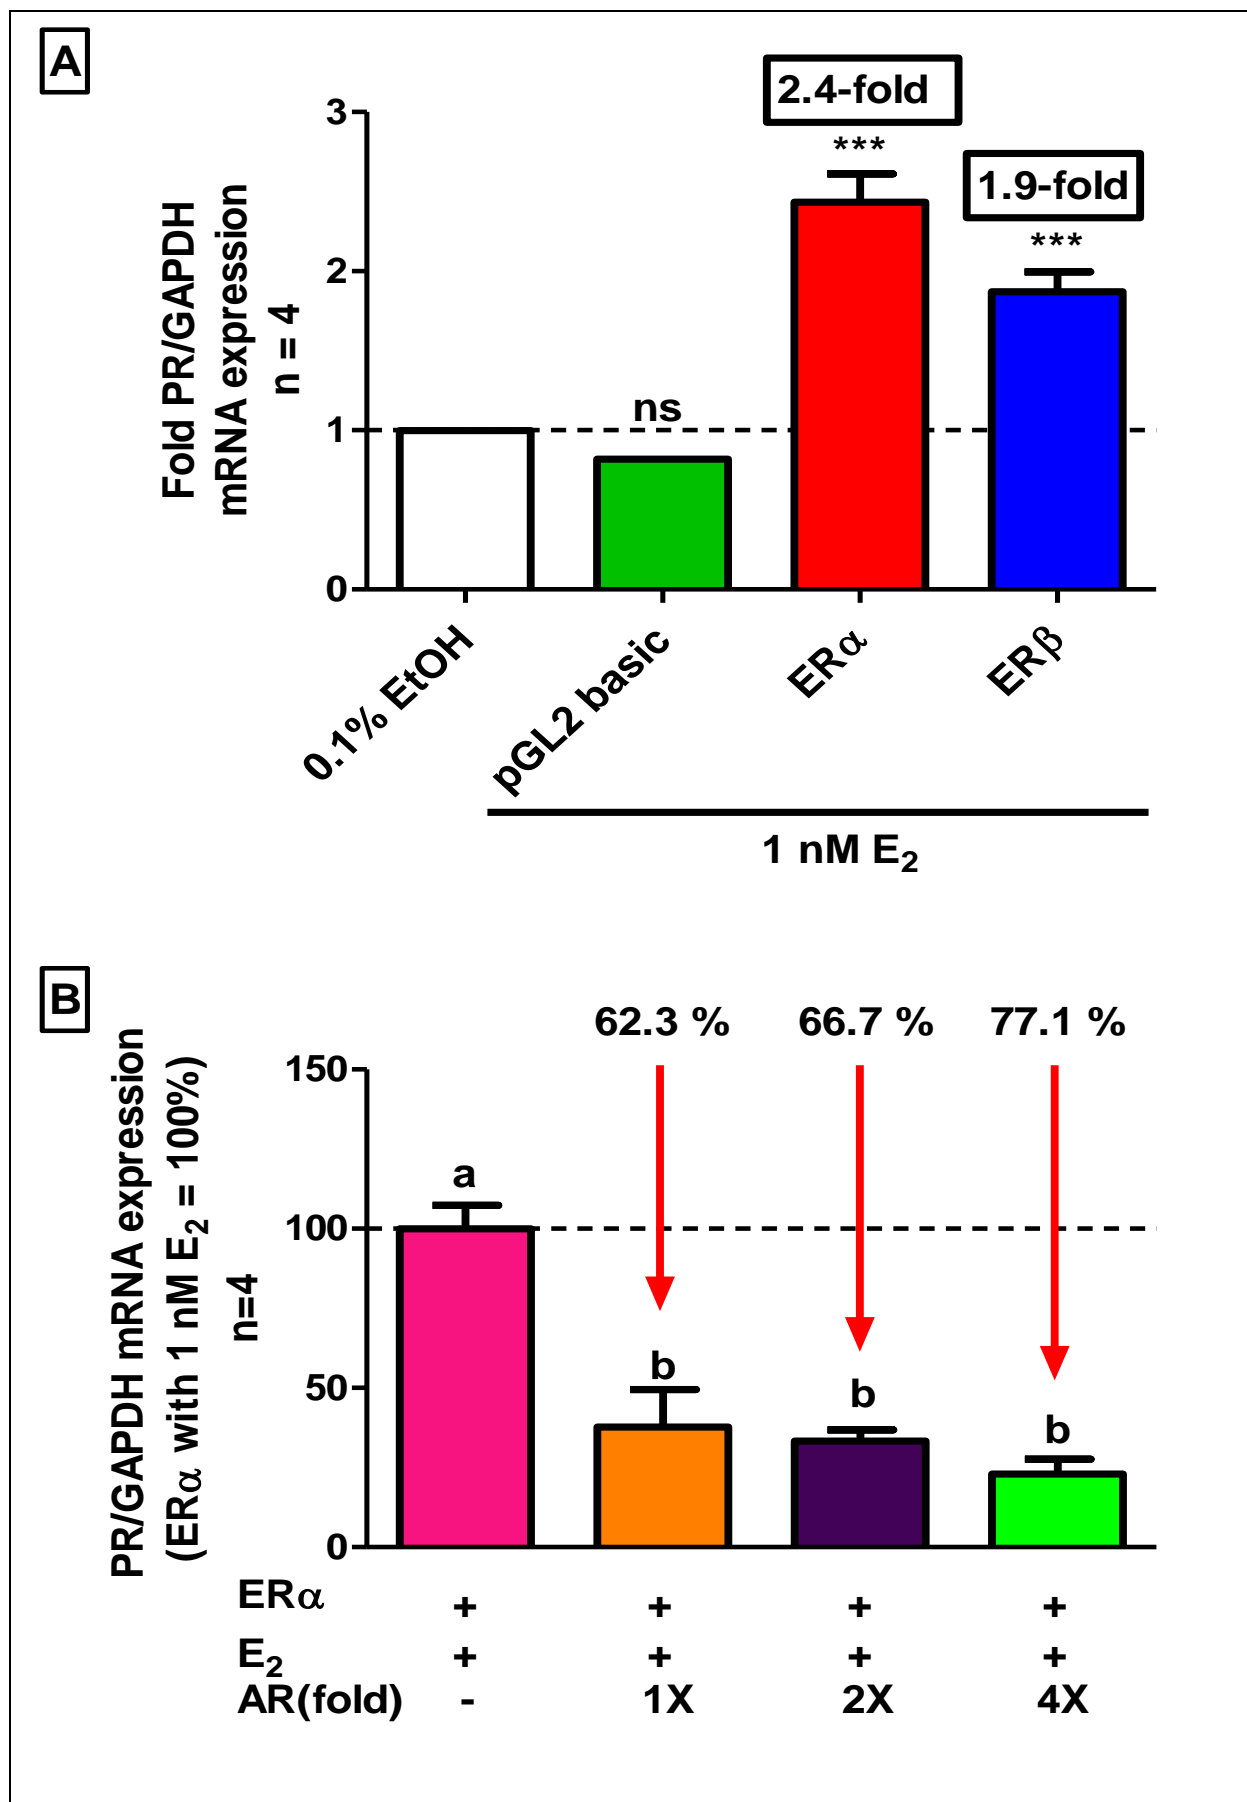 A
2.4-fold
***
1.9-fold
***
3
2
1
0
Fold PR/GAPDH
mRNA expression
n = 4
ns
0.1% EtOH
pGL2 basic
ERα
ERβ
1 nM E₂
B
62.3 %
66.7 %
77.1 %
150
100
50
0
PR/GAPDH mRNA expression
(ERα with 1 nM E₂ = 100%)
n=4
a
b
b
b
ERα + + + +
E₂ + + + +
AR(fold) - 1X 2X 4X